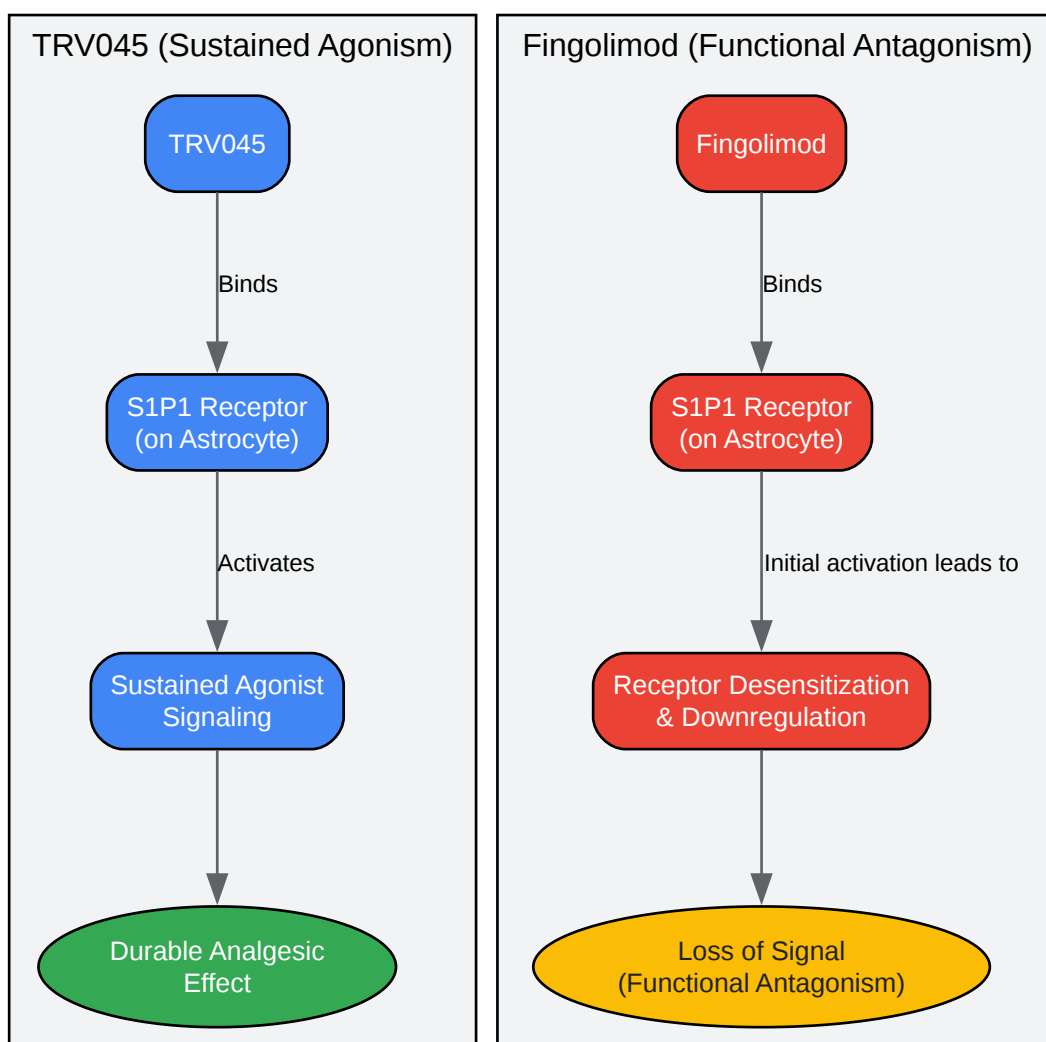 TRV045 (Sustained Agonism)
TRV045
Binds
S1P1 Receptor
(on Astrocyte)
Activates
Sustained Agonist
Signaling
Durable Analgesic
Effect
Fingolimod (Functional Antagonism)
Fingolimod
Binds
S1P1 Receptor
(on Astrocyte)
Initial activation leads to
Receptor Desensitization
& Downregulation
Loss of Signal
(Functional Antagonism)